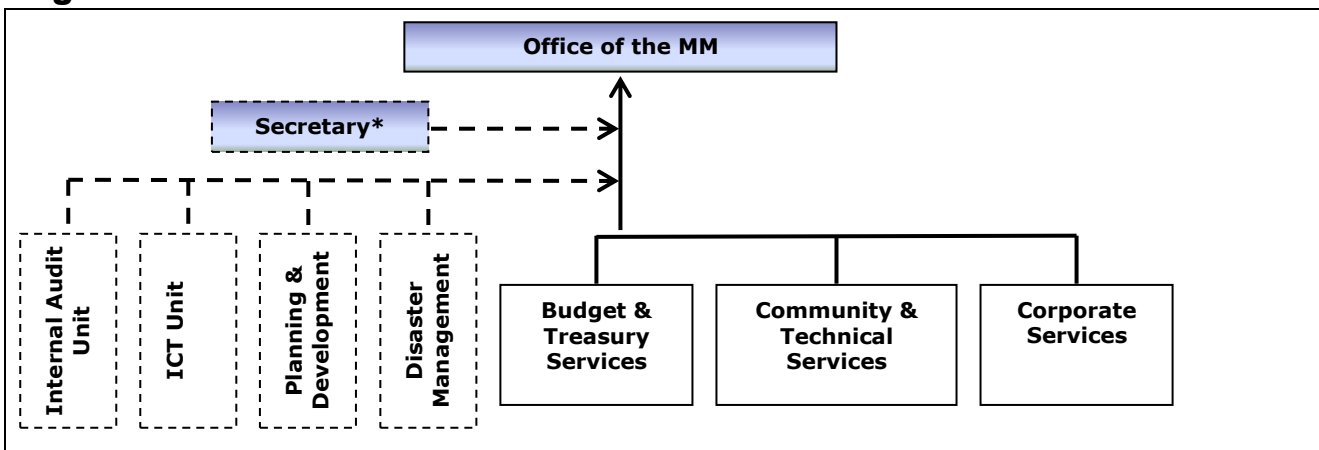 Office of the MM
Secretary*
Internal Audit
Unit
ICT Unit
Planning &
Development
Disaster
Management
Budget &
Treasury
Services
Community &
Technical
Services
Corporate
Services